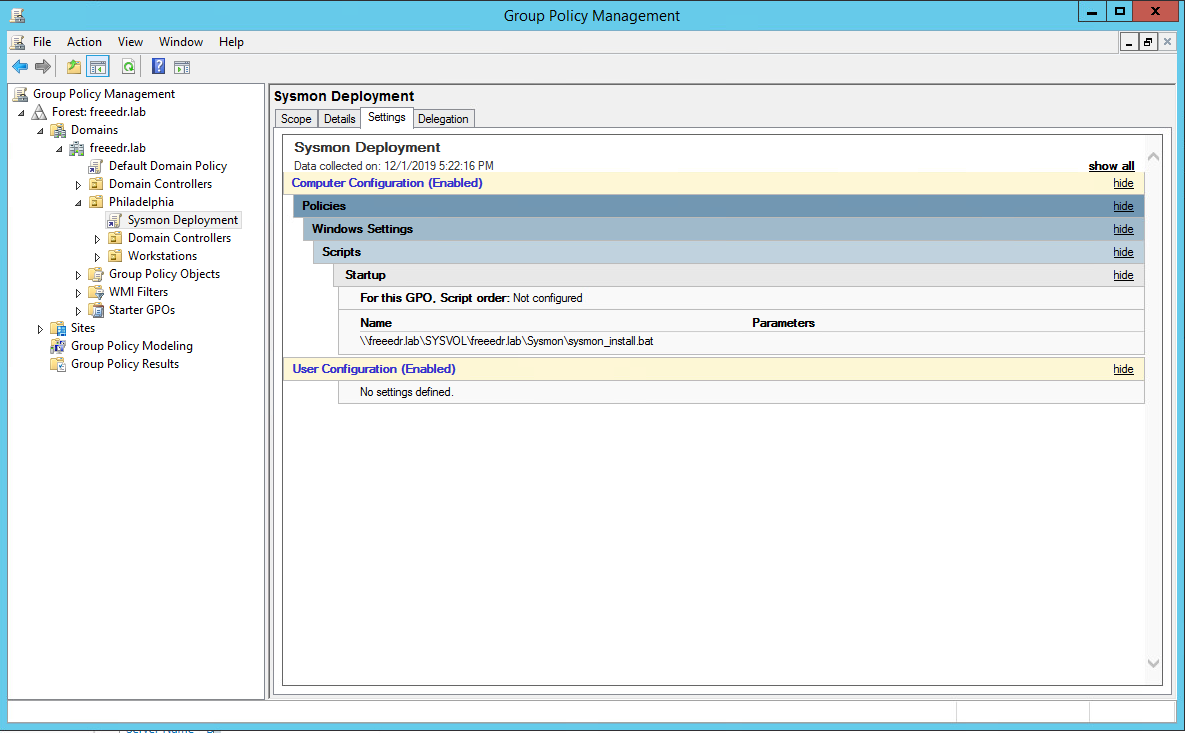 Group Policy Management
File Action View Window Help
Group Policy Management
Forest: freeedr.lab
Domains
freeedr.lab
Default Domain Policy
Domain Controllers
Philadelphia
Sysmon Deployment
Domain Controllers
Workstations
Group Policy Objects
WMI Filters
Starter GPOs
Sites
Group Policy Modeling
Group Policy Results
Sysmon Deployment
Scope Details Settings Delegation
Sysmon Deployment
Data collected on: 12/1/2019 5:22:16 PM show all
Computer Configuration (Enabled) hide
Policies hide
Windows Settings hide
Scripts hide
Startup hide
For this GPO, Script order: Not configured
Name Parameters
\\freeedr.lab\SYSVOL\freeedr.lab\Sysmon\sysmon_install.bat
User Configuration (Enabled) hide
No settings defined.